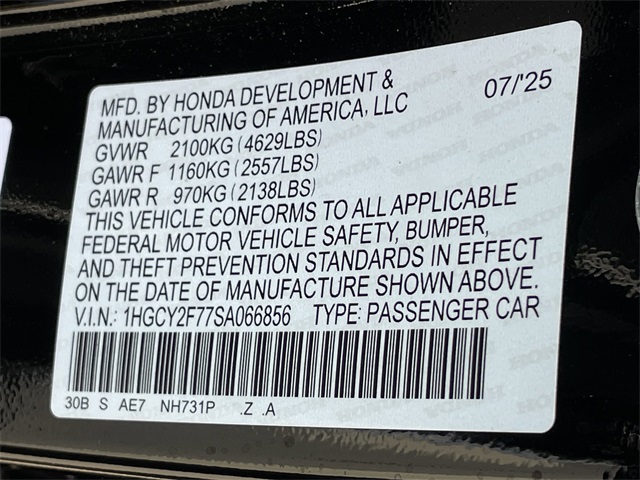 MFD. BY HONDA DEVELOPMENT & 07/'25
MANUFACTURING OF AMERICA, LLC
GVWR 2100KG (4629LBS)
GAWR F 1160KG (2557LBS)
GAWR R 970KG (2138LBS)
THIS VEHICLE CONFORMS TO ALL APPLICABLE
FEDERAL MOTOR VEHICLE SAFETY, BUMPER,
AND THEFT PREVENTION STANDARDS IN EFFECT
ON THE DATE OF MANUFACTURE SHOWN ABOVE.
V.I.N.: 1HGCY2F77SA066856 TYPE: PASSENGER CAR
30B S AE7 NH731P .Z .A